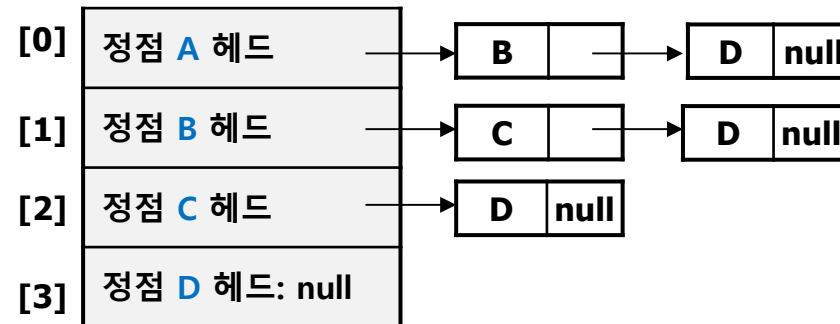 [0] 정점 A 헤드 B D null
[1] 정점 B 헤드 C D null
[2] 정점 C 헤드 D null
[3] 정점 D 헤드: null